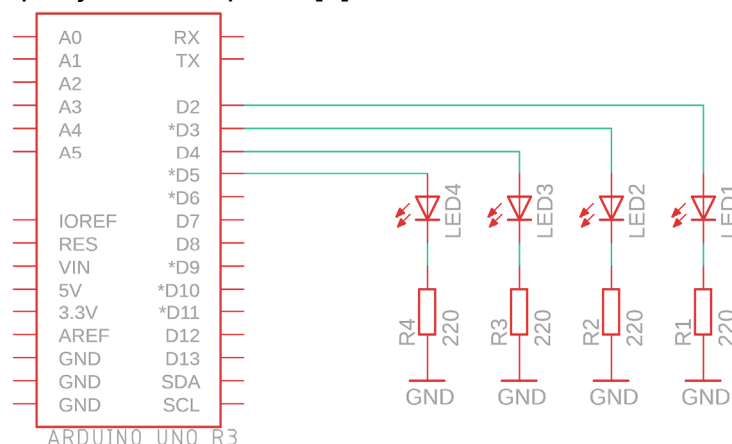 A0 RX
A1 TX
A2
A3 D2
A4 *D3
A5 D4
*D5
*D6
IOREF D7
RES D8
VIN *D9
5V *D10
3.3V *D11
AREF D12
GND D13
GND SDA
GND SCL
ARDUINO UNO R3
LED4
LED3
LED2
LED1
R4 220
R3 220
R2 220
R1 220
GND GND GND GND